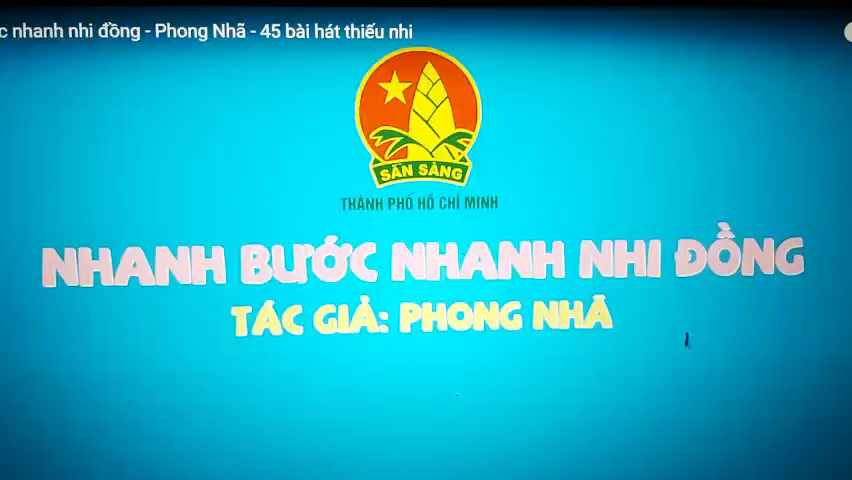 nhanh nhi đồng - Phong Nhã - 45 bài hát thiếu nhi
SẴN SÀNG
THÀNH PHỐ HỒ CHÍ MINH
NHANH BƯỚC NHANH NHI ĐỒNG
TÁC GIẢ: PHONG NHÃ